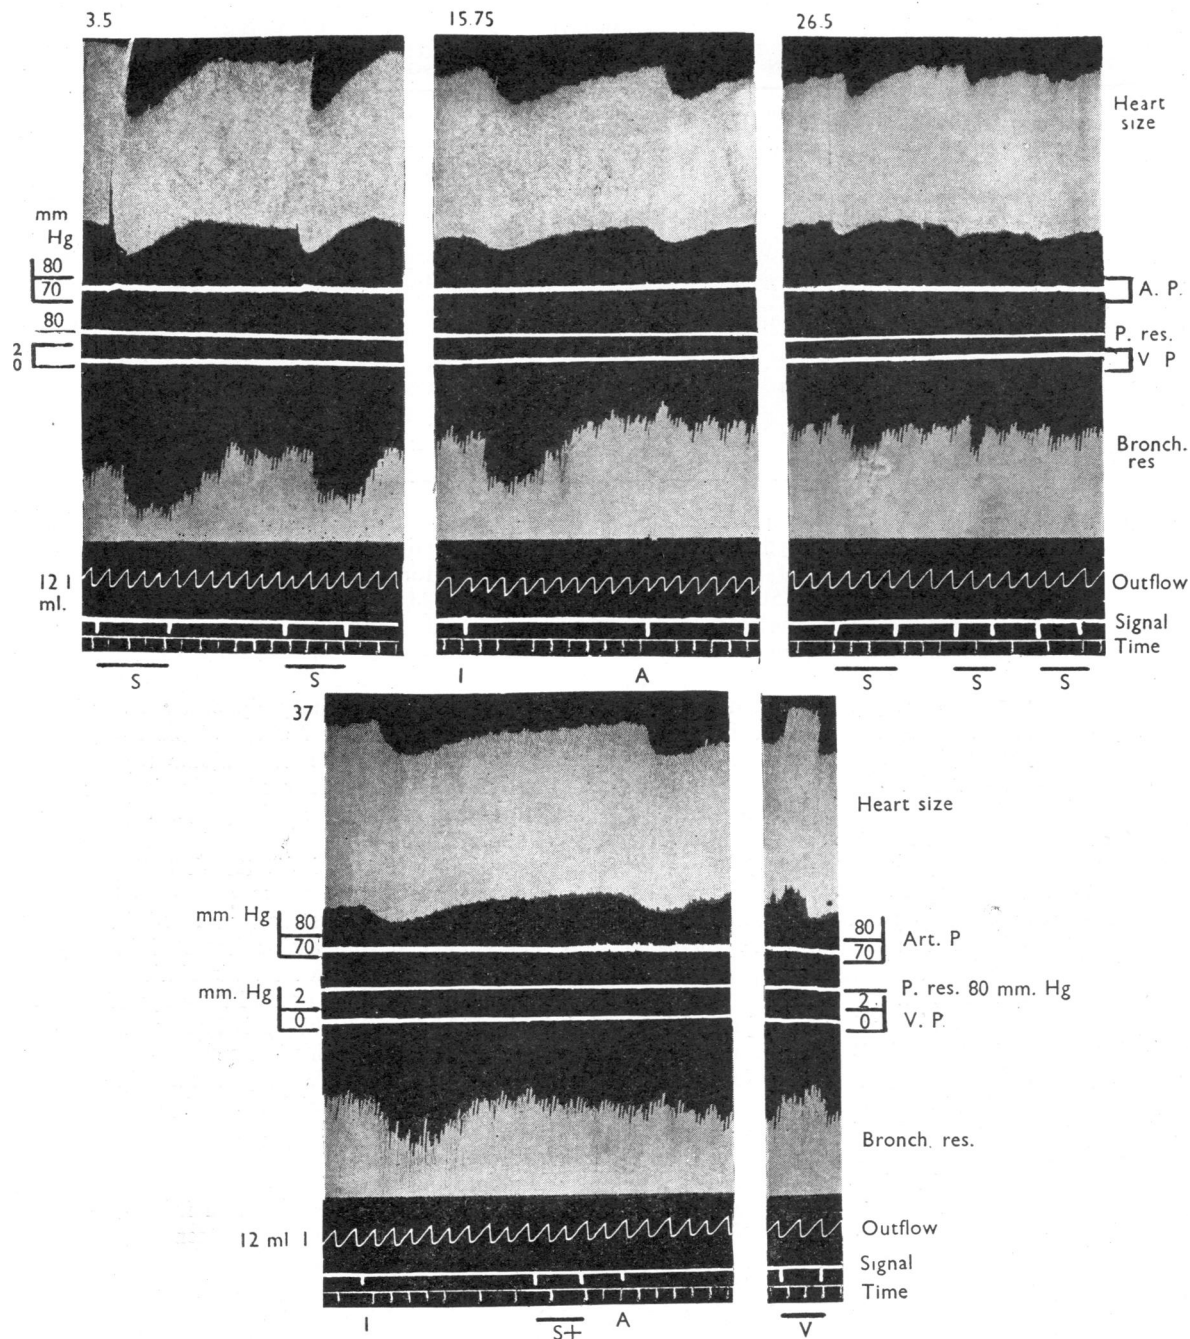 3.5
15.75
26.5
Heart
size
mm
Hg
80
70
A. P.
80
P. res.
2
0
V P
Bronch.
res
12 I
ml.
Outflow
Signal
Time
S
S
I
A
S
S
S
37
Heart size
mm Hg
80
70
80
70
Art. P
mm. Hg
2
0
P. res. 80 mm. Hg
2
0
V. P.
Bronch. res.
12 ml I
Outflow
Signal
Time
I
S+
A
V